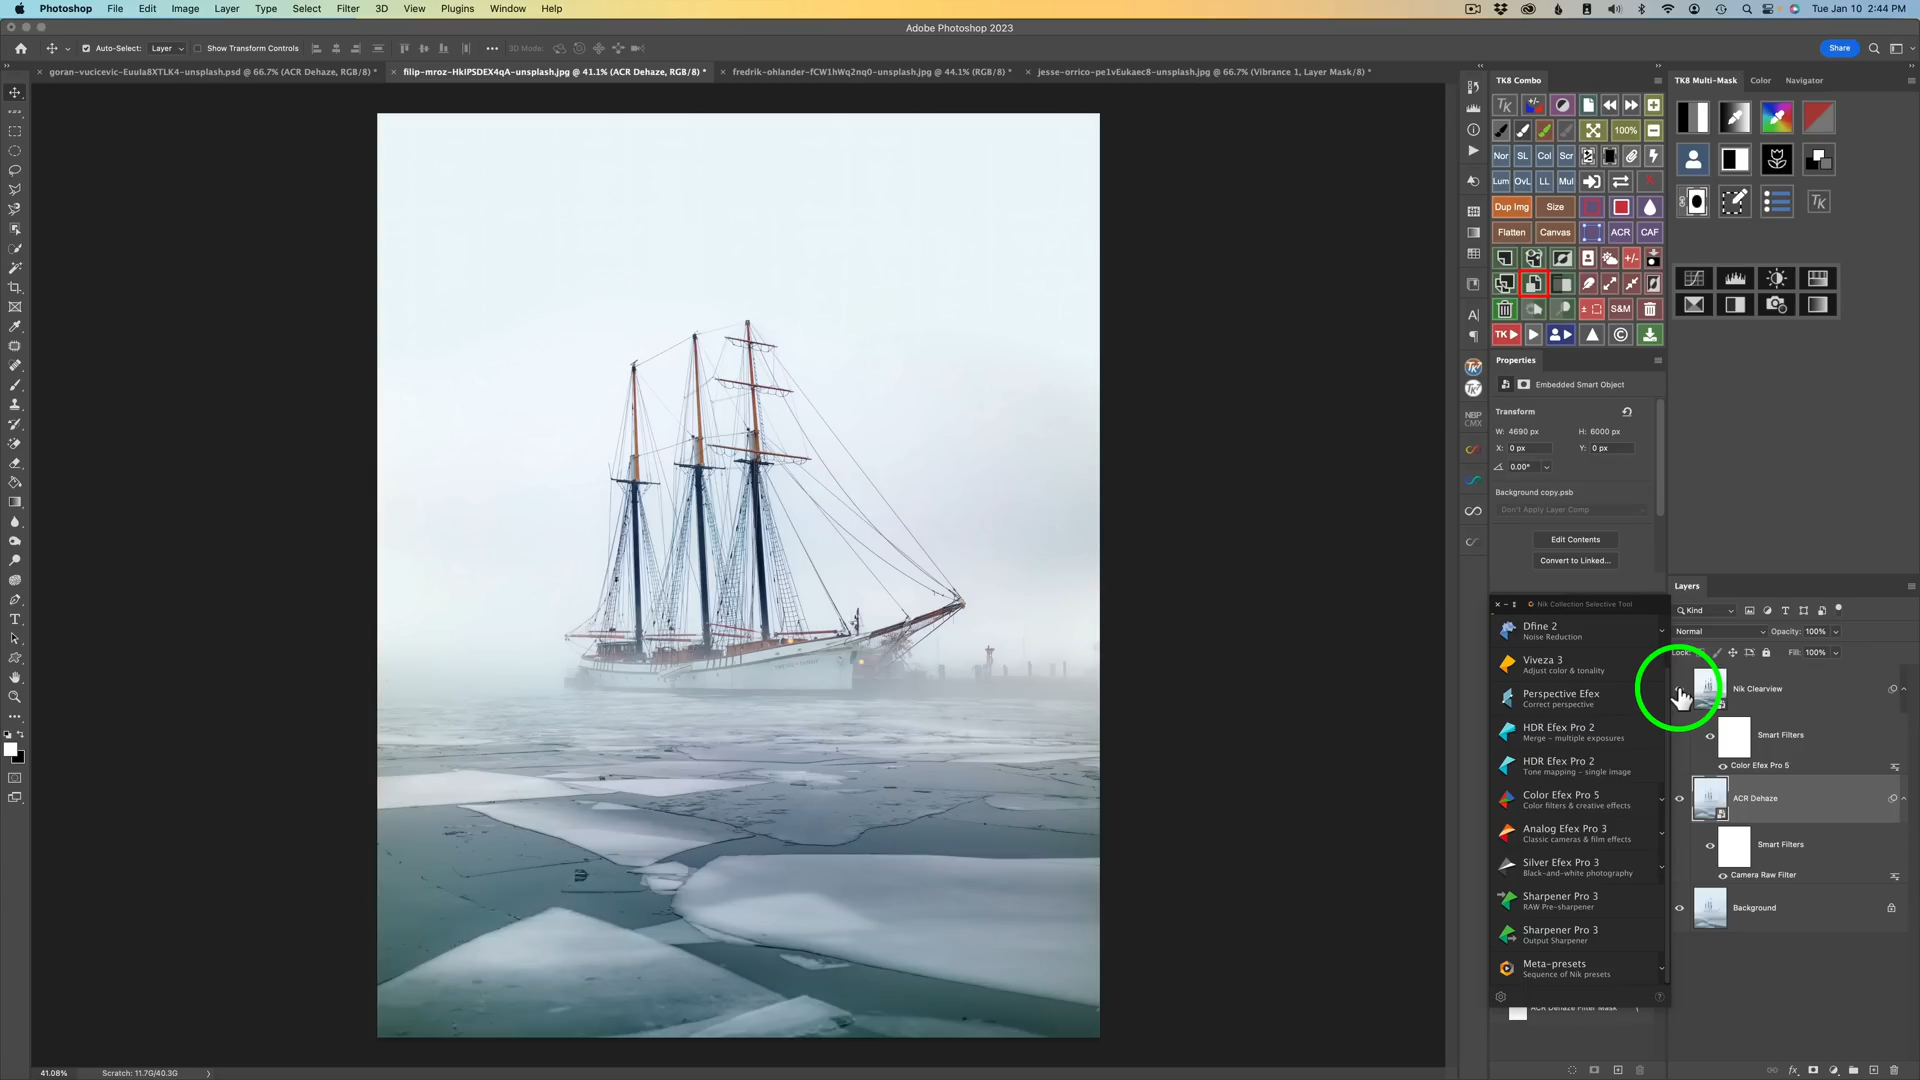 Photoshop File Edit Image Layer Type Select Filter 3D View Plugins Window Help
Tue Jan 10 2:44 PM
Adobe Photoshop 2023
Auto-Select: Layer Show Transform Controls
3D Mode:
Share
goran-vucicevic-Euula8XTLK4-unsplash.psd @ 66.7% (ACR Dehaze, RGB/8) *
filip-mroz-HkIPSDEX4qA-unsplash.jpg @ 41.1% (ACR Dehaze, RGB/8) *
fredrik-ohlander-fCW1hWq2nq0-unsplash.jpg @ 44.1% (RGB/8) *
jesse-orrico-pe1vEukaec8-unsplash.jpg @ 66.7% (Vibrance 1, Layer Mask/8) *
TK8 Combo
TK
100%
Nor SL Col Scr
Lum OvL LL Mul
Dup Img Size
Flatten Canvas ACR CAF
+/-
S&M
TK
TK8 Multi-Mask Color Navigator
TK
NBP
CMX
Properties
Embedded Smart Object
Transform
W: 4690 px H: 6000 px
X: 0 px Y: 0 px
0.00°
Background copy.psb
Don't Apply Layer Comp
Edit Contents
Convert to Linked...
Nik Collection Selective Tool
Dfine 2
Noise Reduction
Viveza 3
Adjust color & tonality
Perspective Efex
Correct perspective
HDR Efex Pro 2
Merge - multiple exposures
HDR Efex Pro 2
Tone mapping - single image
Color Efex Pro 5
Color filters & creative effects
Analog Efex Pro 3
Classic cameras & film effects
Silver Efex Pro 3
Black-and-white photography
Sharpener Pro 3
RAW Pre-sharpener
Sharpener Pro 3
Output Sharpener
Meta-presets
Sequence of Nik presets
ACR Dehaze Filter Mask
Layers
Kind
Normal Opacity: 100%
Lock: Fill: 100%
Nik Clearview
Smart Filters
Color Efex Pro 5
ACR Dehaze
Smart Filters
Camera Raw Filter
Background
41.08% Scratch: 11.7G/40.3G